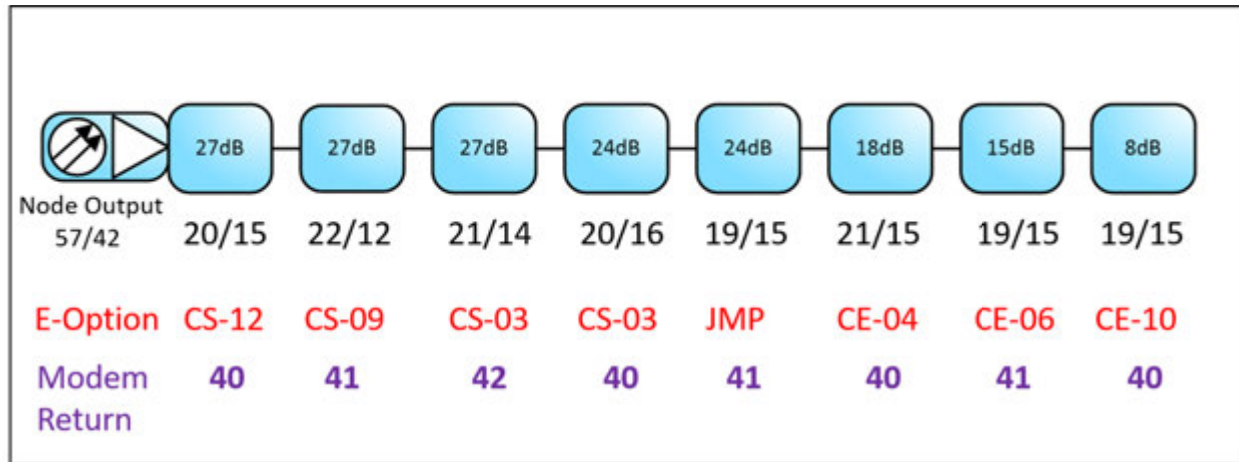 27dB 27dB 27dB 24dB 24dB 18dB 15dB 8dB
Node Output
57/42 20/15 22/12 21/14 20/16 19/15 21/15 19/15 19/15
E-Option CS-12 CS-09 CS-03 CS-03 JMP CE-04 CE-06 CE-10
Modem 40 41 42 40 41 40 41 40
Return